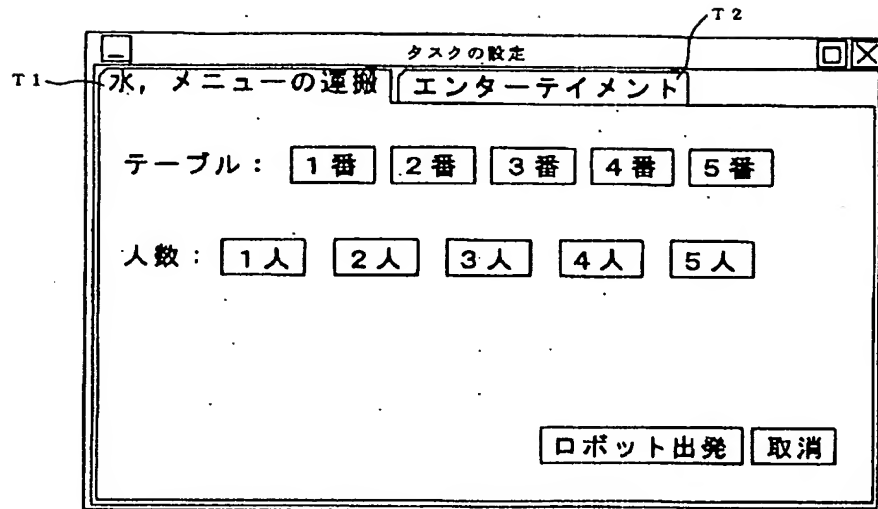 T2
タスクの設定
T1 水，メニューの運搬 エンターテイメント
テーブル： 1番 2番 3番 4番 5番
人数： 1人 2人 3人 4人 5人
ロボット出発 取消